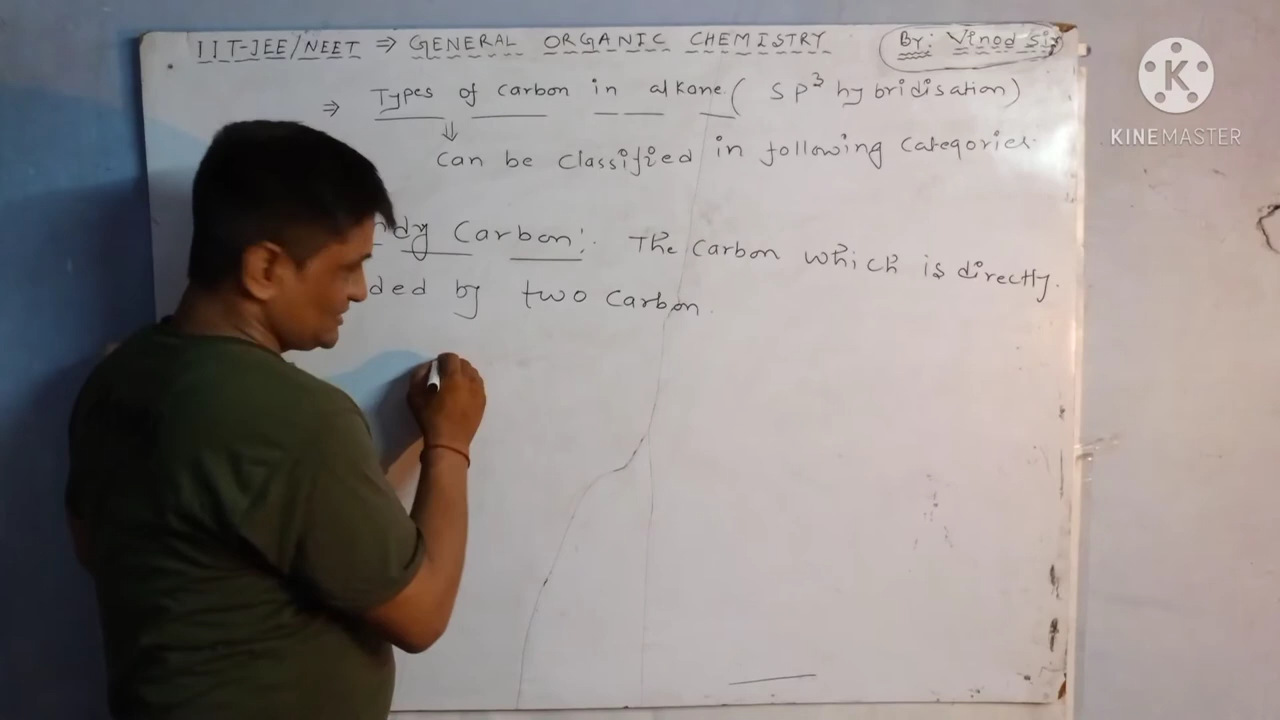 IIT-JEE/NEET ⇒ GENERAL ORGANIC CHEMISTRY By: Vinod Sir
⇒ Types of carbon in alkane ( SP³ hybridisation)
can be classified in following categories.
Carbon: The Carbon which is directly
by two carbon.
K
KINEMASTER